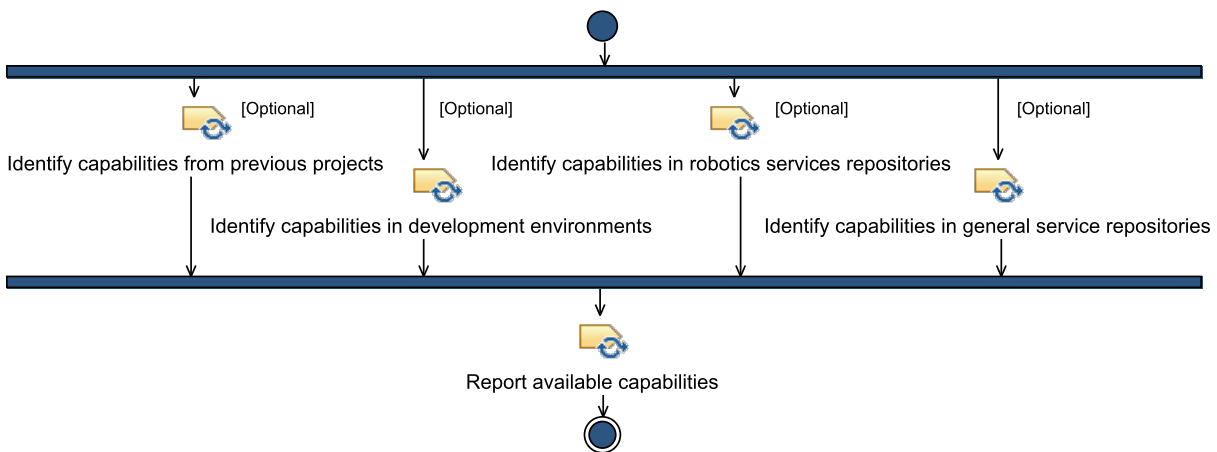 [Optional]
[Optional]
[Optional]
[Optional]
Identify capabilities from previous projects
Identify capabilities in robotics services repositories
Identify capabilities in development environments
Identify capabilities in general service repositories
Report available capabilities